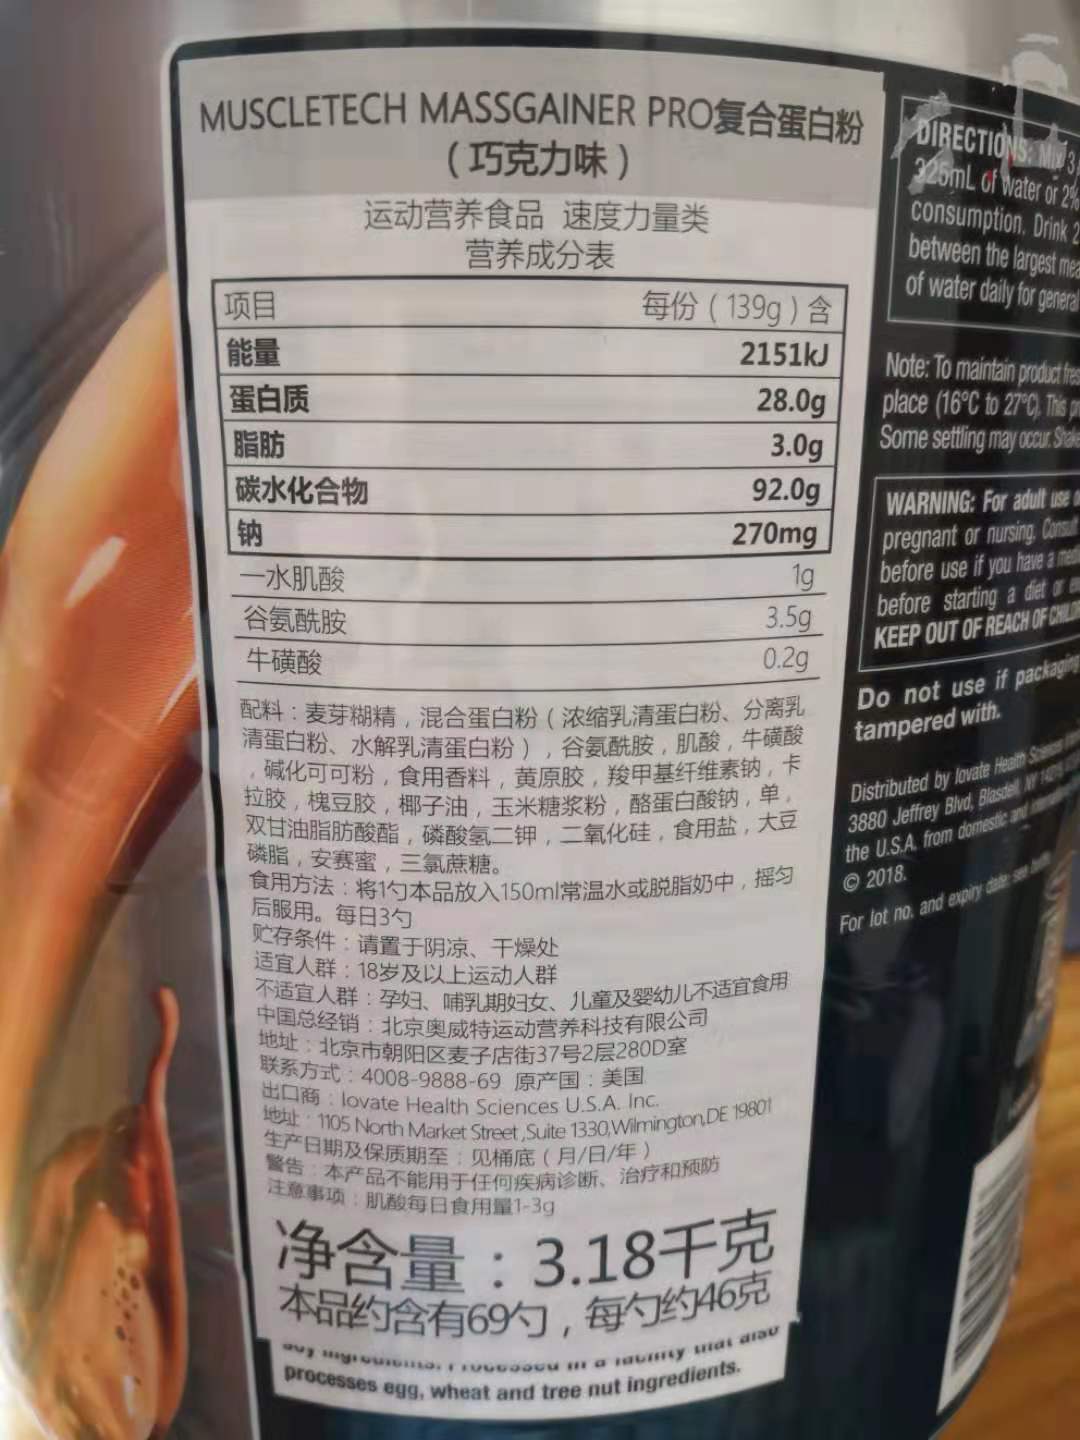 MUSCLETECH MASSGAINER PRO复合蛋白粉
（巧克力味）
运动营养食品 速度力量类
营养成分表
项目 每份（139g）含
能量 2151kJ
蛋白质 28.0g
脂肪 3.0g
碳水化合物 92.0g
钠 270mg
一水肌酸 1g
谷氨酰胺 3.5g
牛磺酸 0.2g
配料：麦芽糊精，混合蛋白粉（浓缩乳清蛋白粉、分离乳
清蛋白粉、水解乳清蛋白粉），谷氨酰胺，肌酸，牛磺酸
，碱化可可粉，食用香料，黄原胶，羧甲基纤维素钠，卡
拉胶，槐豆胶，椰子油，玉米糖浆粉，酪蛋白酸钠，单，
双甘油脂肪酸酯，磷酸氢二钾，二氧化硅，食用盐，大豆
磷脂，安赛蜜，三氯蔗糖。
食用方法：将1勺本品放入150ml常温水或脱脂奶中，摇匀
后服用。每日3勺
贮存条件：请置于阴凉、干燥处
适宜人群：18岁及以上运动人群
不适宜人群：孕妇、哺乳期妇女、儿童及婴幼儿不适宜食用
中国总经销：北京奥威特运动营养科技有限公司
地址：北京市朝阳区麦子店街37号2层280D室
联系方式：4008-9888-69 原产国：美国
出口商：Iovate Health Sciences U.S.A. Inc.
地址：1105 North Market Street ,Suite 1330,Wilmington,DE 19801
生产日期及保质期至：见桶底（月/日/年）
警告：本产品不能用于任何疾病诊断、治疗和预防
注意事项：肌酸每日食用量1-3g
净含量：3.18千克
本品约含有69勺，每勺约46克
processes egg, wheat and tree nut ingredients.
DIRECTIONS: Mix 3
325mL of water or 2%
consumption. Drink 2
between the largest
of water daily for general
Note: To maintain product
place (16°C to 27°C). This
Some settling may occur.
WARNING: For adult use
pregnant or nursing. Consult
before use if you have a
before starting a diet or
KEEP OUT OF REACH OF
Do not use if packaging
tampered with.
Distributed by Iovate Health
3880 Jeffrey Blvd, Blasdell, NY
the U.S.A. from domestic and
© 2018.
For lot no. and expiry date: see